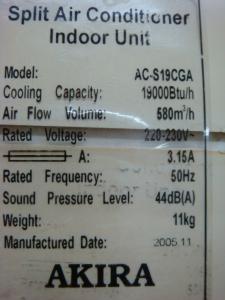 Split Air Conditioner
Indoor Unit
Model: AC-S19CGA
Cooling Capacity: 19000Btu/h
Air Flow Volume: 580m³/h
Rated Voltage: 220-230V~
A: 3.15A
Rated Frequency: 50Hz
Sound Pressure Level: 44dB(A)
Weight: 11kg
Manufactured Date: 2005.11
AKIRA